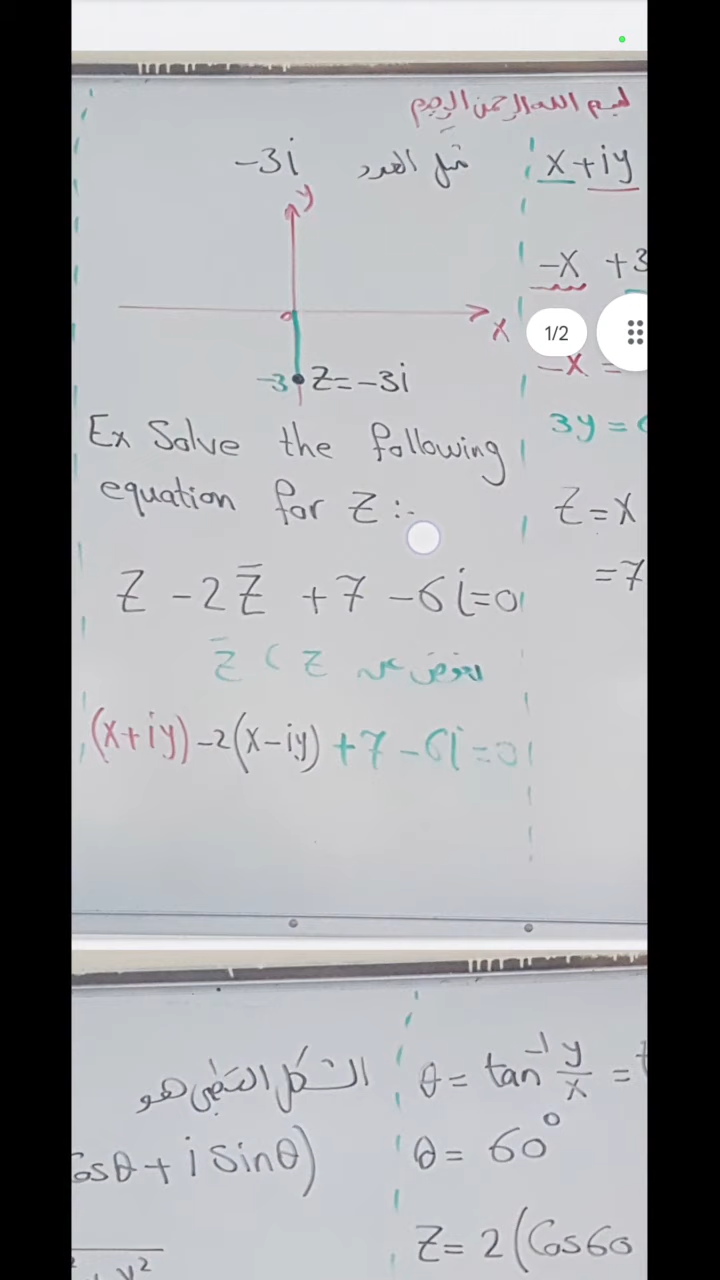 بسم الله الرحمن الرحيم
مثل العدد -3i
y
x
-3 z=-3i
Ex Solve the following
equation for Z :-
Z - 2Z̄ + 7 - 6i=0
نعوض عن Z ، Z̄
(x+iy) -2(x-iy) +7 -6i=0
x+iy
-x +3
1/2
-x =
3y =
Z=x
=7
الشكل القطبي هو
cosθ + i sinθ)
y²
θ = tan⁻¹ y/x =
θ = 60°
Z= 2(Cos60